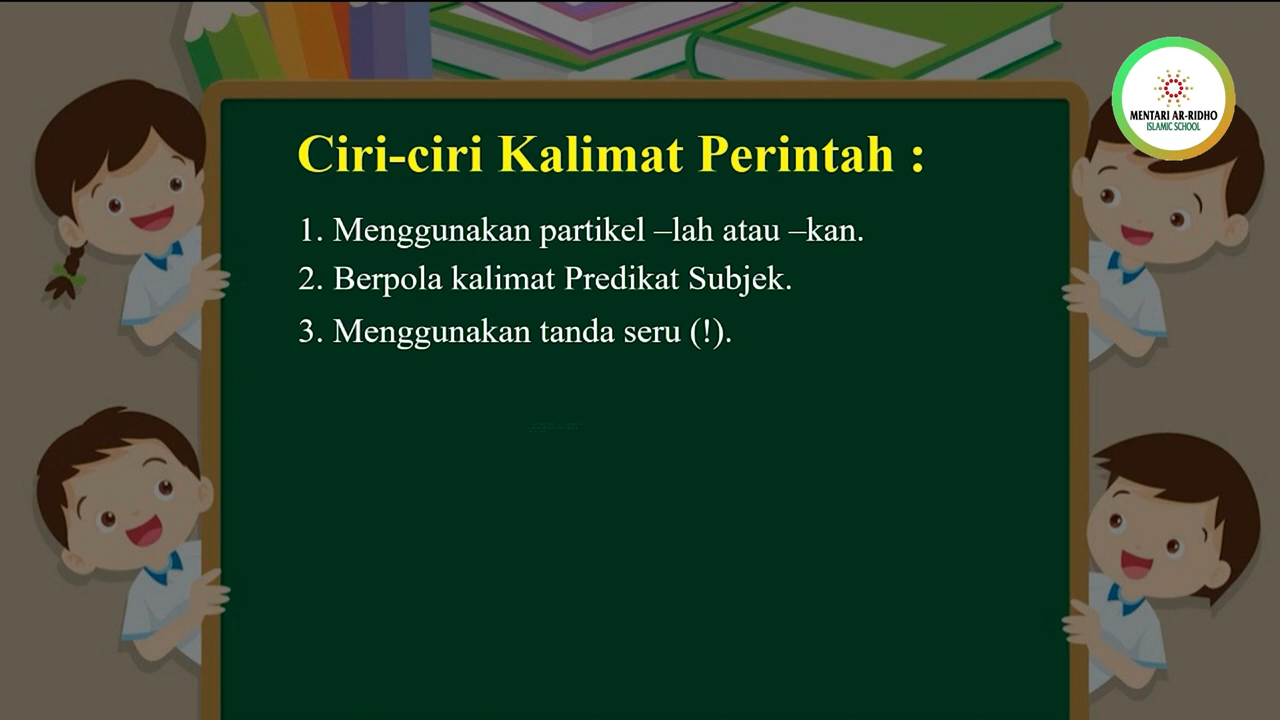 MENTARI AR-RIDHO
ISLAMIC SCHOOL
Ciri-ciri Kalimat Perintah :
1. Menggunakan partikel –lah atau –kan.
2. Berpola kalimat Predikat Subjek.
3. Menggunakan tanda seru (!).